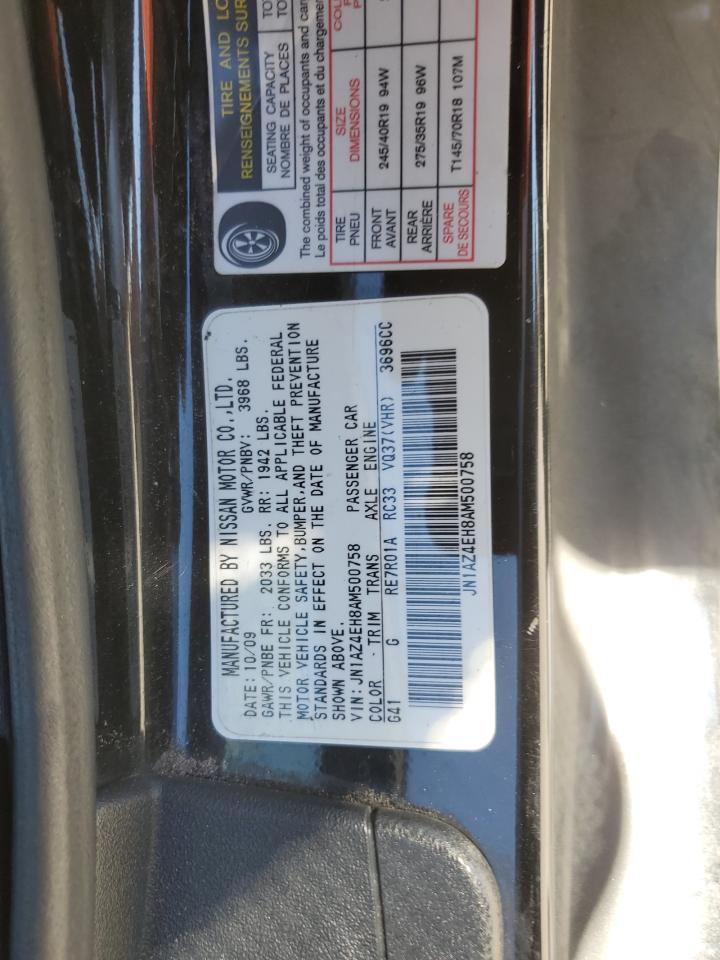 TIRE AND LO
RENSEIGNEMENTS SUR
SEATING CAPACITY TO
NOMBRE DE PLACES TO
The combined weight of occupants and car
Le poids total des occupants et du chargemen
TIRE SIZE COL
PNEU DIMENSIONS P
FRONT 245/40R19 94W
AVANT
REAR 275/35R19 96W
ARRIÈRE
SPARE T145/70R18 107M
DE SECOURS
MANUFACTURED BY NISSAN MOTOR CO.,LTD.
DATE: 10/09 GVWR/PNBV: 3968 LBS.
GAWR/PNBE FR: 2033 LBS. RR: 1942 LBS.
THIS VEHICLE CONFORMS TO ALL APPLICABLE FEDERAL
MOTOR VEHICLE SAFETY,BUMPER,AND THEFT PREVENTION
STANDARDS IN EFFECT ON THE DATE OF MANUFACTURE
SHOWN ABOVE.
VIN:JN1AZ4EH8AM500758 PASSENGER CAR
COLOR TRIM TRANS AXLE ENGINE
G41 G RE7R01A RC33 VQ37(VHR) 3696CC
JN1AZ4EH8AM500758